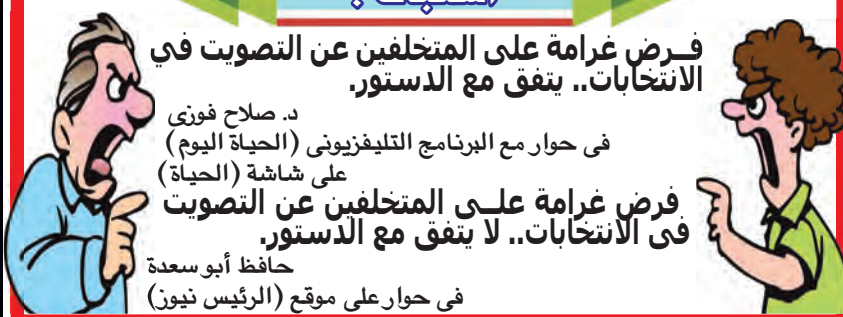 فــرض غرامة على المتخلفين عن التصويت في
الانتخابات.. يتفق مع الدستور.
د. صلاح فوزى
فى حوار مع البرنامج التليفزيونى (الحياة اليوم)
على شاشة (الحياة)
فرض غرامة علــى المتخلفين عن التصويت
فى الانتخابات.. لا يتفق مع الدستور.
حافظ أبو سعدة
فى حوار على موقع (الرئيس نيوز)